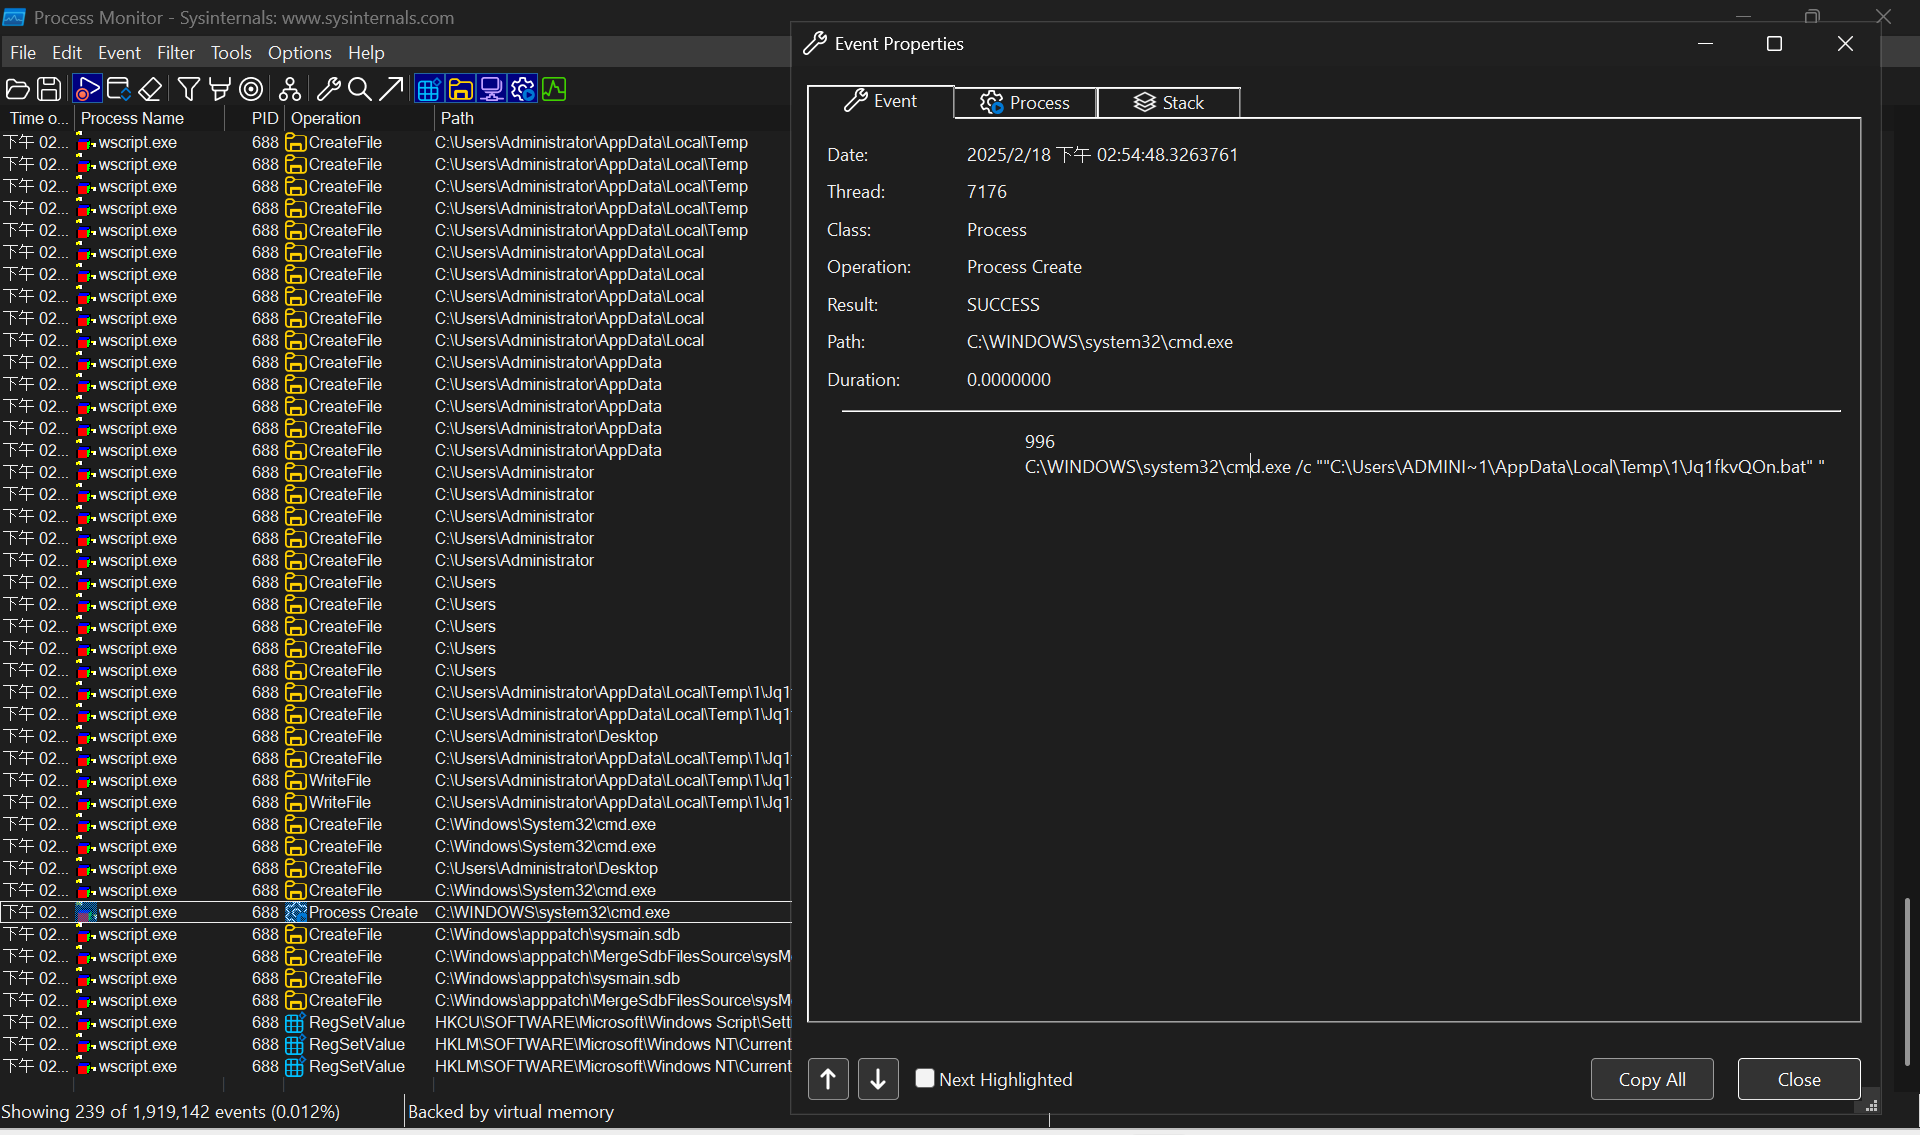 Process Monitor - Sysinternals: www.sysinternals.com
File Edit Event Filter Tools Options Help
Time o... Process Name PID Operation Path
下午 02... wscript.exe 688 CreateFile C:\Users\Administrator\AppData\Local\Temp
下午 02... wscript.exe 688 CreateFile C:\Users\Administrator\AppData\Local\Temp
下午 02... wscript.exe 688 CreateFile C:\Users\Administrator\AppData\Local\Temp
下午 02... wscript.exe 688 CreateFile C:\Users\Administrator\AppData\Local\Temp
下午 02... wscript.exe 688 CreateFile C:\Users\Administrator\AppData\Local\Temp
下午 02... wscript.exe 688 CreateFile C:\Users\Administrator\AppData\Local
下午 02... wscript.exe 688 CreateFile C:\Users\Administrator\AppData\Local
下午 02... wscript.exe 688 CreateFile C:\Users\Administrator\AppData\Local
下午 02... wscript.exe 688 CreateFile C:\Users\Administrator\AppData\Local
下午 02... wscript.exe 688 CreateFile C:\Users\Administrator\AppData\Local
下午 02... wscript.exe 688 CreateFile C:\Users\Administrator\AppData
下午 02... wscript.exe 688 CreateFile C:\Users\Administrator\AppData
下午 02... wscript.exe 688 CreateFile C:\Users\Administrator\AppData
下午 02... wscript.exe 688 CreateFile C:\Users\Administrator\AppData
下午 02... wscript.exe 688 CreateFile C:\Users\Administrator\AppData
下午 02... wscript.exe 688 CreateFile C:\Users\Administrator
下午 02... wscript.exe 688 CreateFile C:\Users\Administrator
下午 02... wscript.exe 688 CreateFile C:\Users\Administrator
下午 02... wscript.exe 688 CreateFile C:\Users\Administrator
下午 02... wscript.exe 688 CreateFile C:\Users\Administrator
下午 02... wscript.exe 688 CreateFile C:\Users
下午 02... wscript.exe 688 CreateFile C:\Users
下午 02... wscript.exe 688 CreateFile C:\Users
下午 02... wscript.exe 688 CreateFile C:\Users
下午 02... wscript.exe 688 CreateFile C:\Users
下午 02... wscript.exe 688 CreateFile C:\Users\Administrator\AppData\Local\Temp\1\Jq1
下午 02... wscript.exe 688 CreateFile C:\Users\Administrator\AppData\Local\Temp\1\Jq1
下午 02... wscript.exe 688 CreateFile C:\Users\Administrator\Desktop
下午 02... wscript.exe 688 CreateFile C:\Users\Administrator\AppData\Local\Temp\1\Jq1
下午 02... wscript.exe 688 WriteFile C:\Users\Administrator\AppData\Local\Temp\1\Jq1
下午 02... wscript.exe 688 WriteFile C:\Users\Administrator\AppData\Local\Temp\1\Jq1
下午 02... wscript.exe 688 CreateFile C:\Windows\System32\cmd.exe
下午 02... wscript.exe 688 CreateFile C:\Windows\System32\cmd.exe
下午 02... wscript.exe 688 CreateFile C:\Users\Administrator\Desktop
下午 02... wscript.exe 688 CreateFile C:\Windows\System32\cmd.exe
下午 02... wscript.exe 688 Process Create C:\WINDOWS\system32\cmd.exe
下午 02... wscript.exe 688 CreateFile C:\Windows\apppatch\sysmain.sdb
下午 02... wscript.exe 688 CreateFile C:\Windows\apppatch\MergeSdbFilesSource\sysM
下午 02... wscript.exe 688 CreateFile C:\Windows\apppatch\sysmain.sdb
下午 02... wscript.exe 688 CreateFile C:\Windows\apppatch\MergeSdbFilesSource\sysM
下午 02... wscript.exe 688 RegSetValue HKCU\SOFTWARE\Microsoft\Windows Script\Sett
下午 02... wscript.exe 688 RegSetValue HKLM\SOFTWARE\Microsoft\Windows NT\Current
下午 02... wscript.exe 688 RegSetValue HKLM\SOFTWARE\Microsoft\Windows NT\Current
Showing 239 of 1,919,142 events (0.012%) Backed by virtual memory
Event Properties
Event Process Stack
Date: 2025/2/18 下午 02:54:48.3263761
Thread: 7176
Class: Process
Operation: Process Create
Result: SUCCESS
Path: C:\WINDOWS\system32\cmd.exe
Duration: 0.0000000
996
C:\WINDOWS\system32\cmd.exe /c ""C:\Users\ADMINI~1\AppData\Local\Temp\1\Jq1fkvQOn.bat" "
Next Highlighted Copy All Close